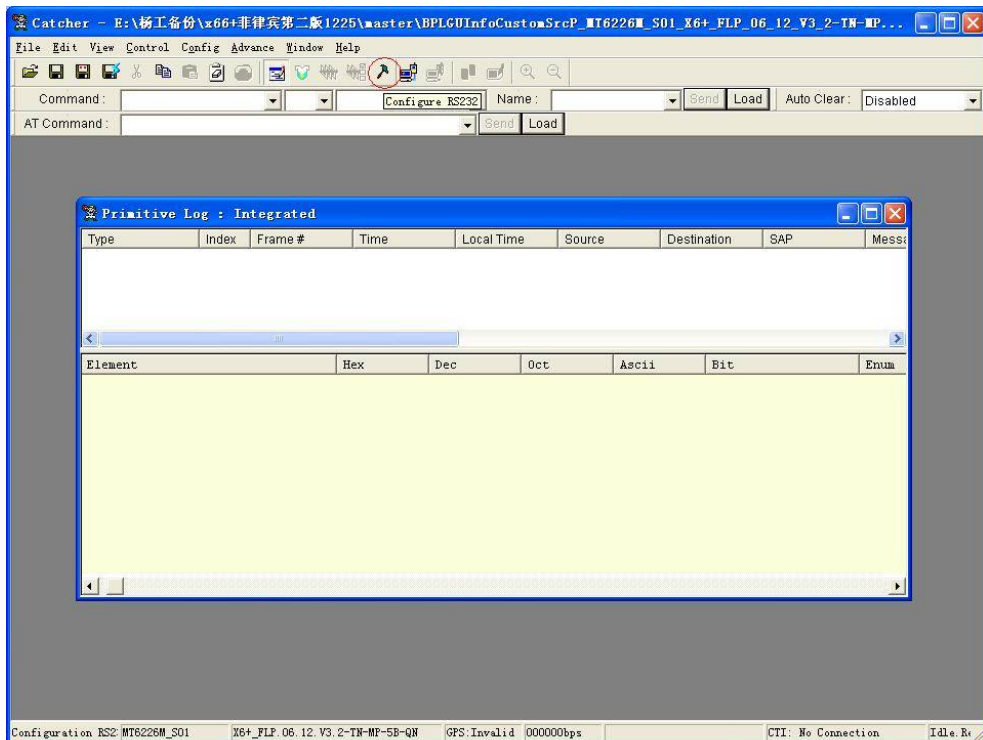 Catcher - E:\杨工备份\x66+菲律宾第二版1225\master\BPLGUInfoCustomSrcP_MT6226M_S01_X6+_FLP_06_12_V3_2-TN-MP...
File Edit View Control Config Advance Window Help
Command : Configure RS232 Name : Send Load Auto Clear : Disabled
AT Command : Send Load
Primitive Log : Integrated
Type Index Frame # Time Local Time Source Destination SAP Messa
Element Hex Dec Oct Ascii Bit Enum
Configuration RS2 MT6226M_S01 X6+_FLP.06.12.V3.2-TN-MP-5B-QN GPS:Invalid 000000bps CTI: No Connection Idle.Re